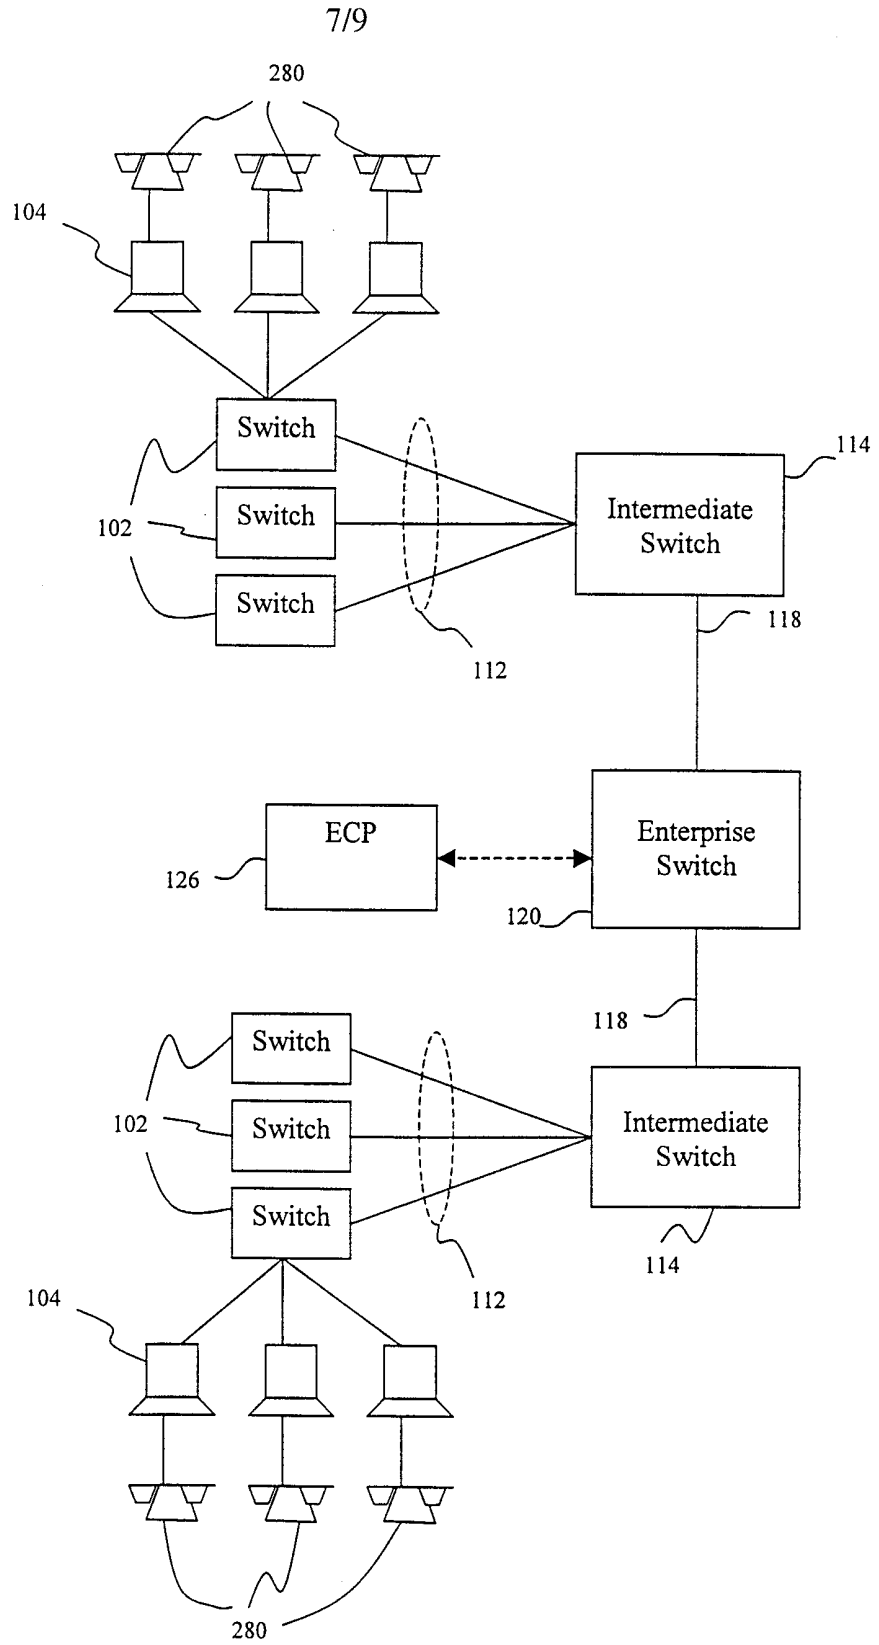 7/9
280
104
Switch
114
Intermediate
Switch
Switch
102
Switch
118
112
ECP
Enterprise
Switch
126
120
118
Switch
102
Switch
Intermediate
Switch
Switch
114
104
112
280